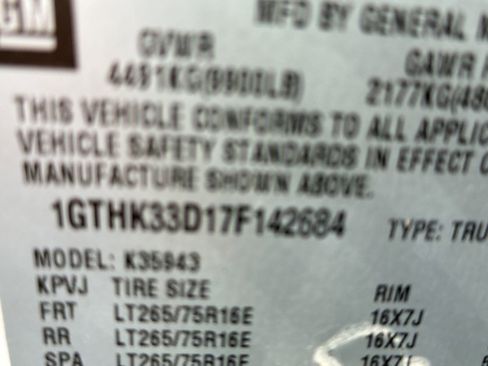 GM
MFD BY GENERAL M
GVWR GAWR
4491KG(9900LB) 2177KG(480
THIS VEHICLE CONFORMS TO ALL APPLIC
VEHICLE SAFETY STANDARDS IN EFFECT
MANUFACTURE SHOWN ABOVE.
1GTHK33D17F142684 TYPE: TRU
MODEL: K35943
KPVJ TIRE SIZE RIM
FRT LT265/75R16E 16X7J
RR LT265/75R16E 16X7J
SPA LT265/75R16E 16X7J